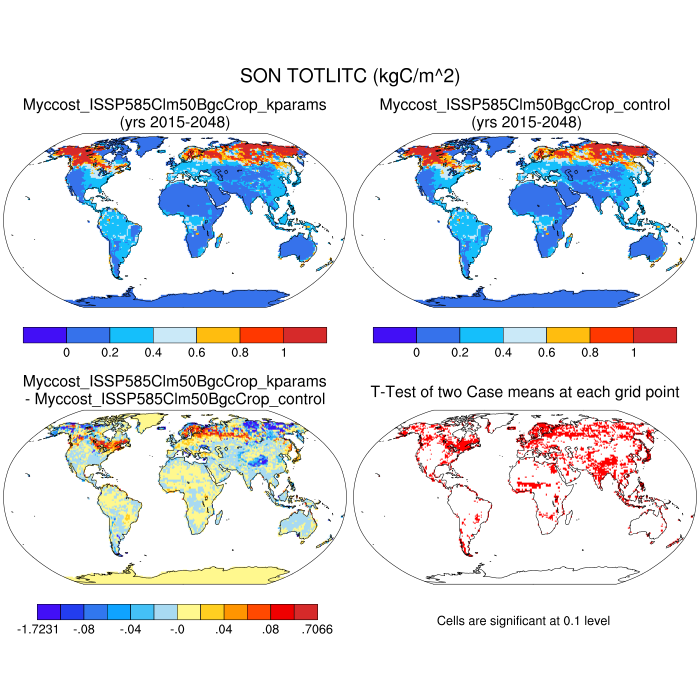 SON TOTLITC (kgC/m^2)
Myccost_ISSP585Clm50BgcCrop_kparams
(yrs 2015-2048)
Myccost_ISSP585Clm50BgcCrop_control
(yrs 2015-2048)
0 0.2 0.4 0.6 0.8 1
0 0.2 0.4 0.6 0.8 1
Myccost_ISSP585Clm50BgcCrop_kparams
- Myccost_ISSP585Clm50BgcCrop_control
T-Test of two Case means at each grid point
-1.7231 -.08 -.04 -.0 .04 .08 .7066
Cells are significant at 0.1 level